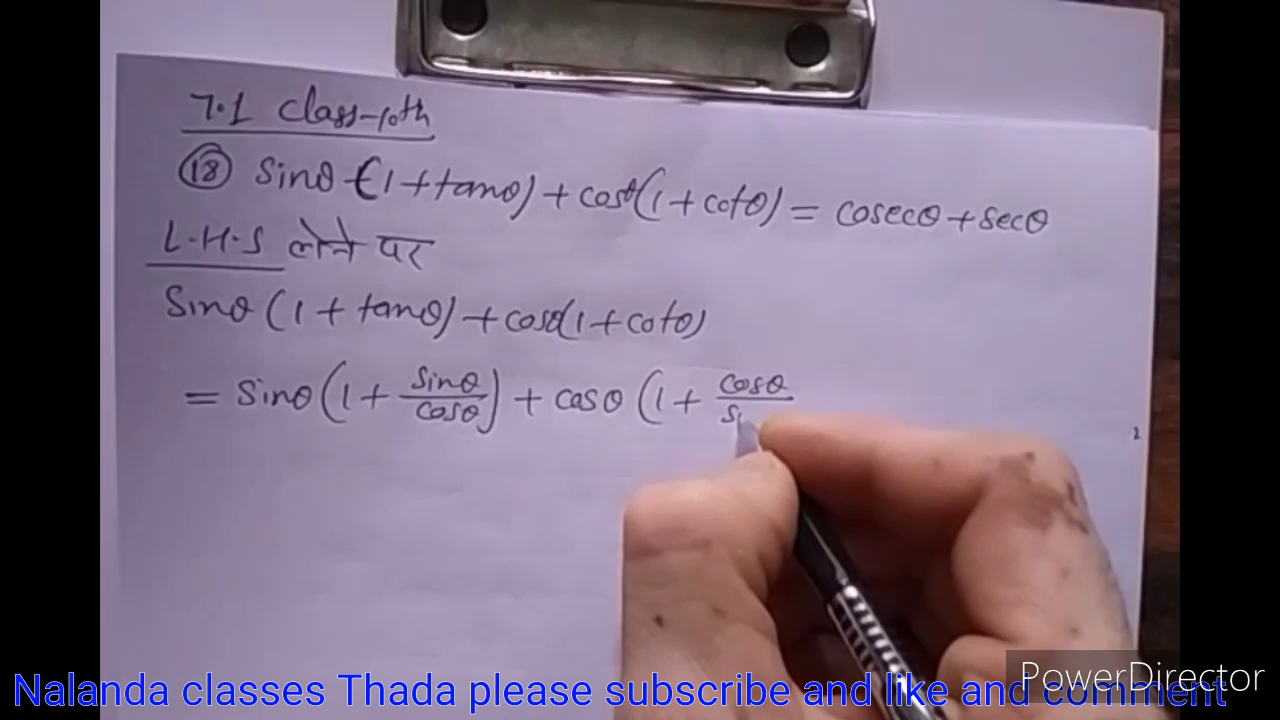 7.1 Class-10th
(18) sinθ (1+tanθ) + cosθ(1+cotθ) = cosecθ+secθ
L.H.S लेने पर
Sinθ (1+tanθ) + cosθ(1+cotθ)
= Sinθ (1 + sinθ/cosθ) + cosθ (1 + cosθ/si
Nalanda classes Thada please subscribe and like and comment
PowerDirector